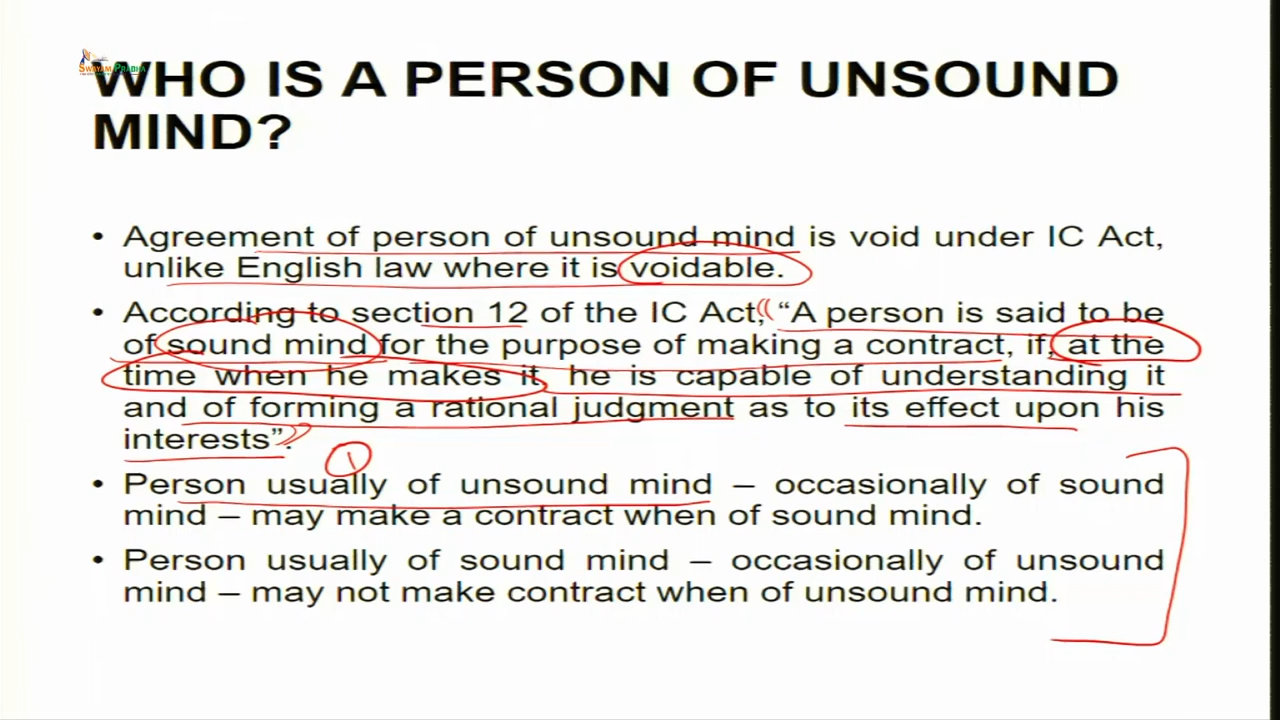 SWAYAM PRABHA
WHO IS A PERSON OF UNSOUND
MIND?
• Agreement of person of unsound mind is void under IC Act,
unlike English law where it is voidable.
• According to section 12 of the IC Act, “A person is said to be
of sound mind for the purpose of making a contract, if, at the
time when he makes it, he is capable of understanding it
and of forming a rational judgment as to its effect upon his
interests”.
1
• Person usually of unsound mind – occasionally of sound
mind – may make a contract when of sound mind.
• Person usually of sound mind – occasionally of unsound
mind – may not make contract when of unsound mind.